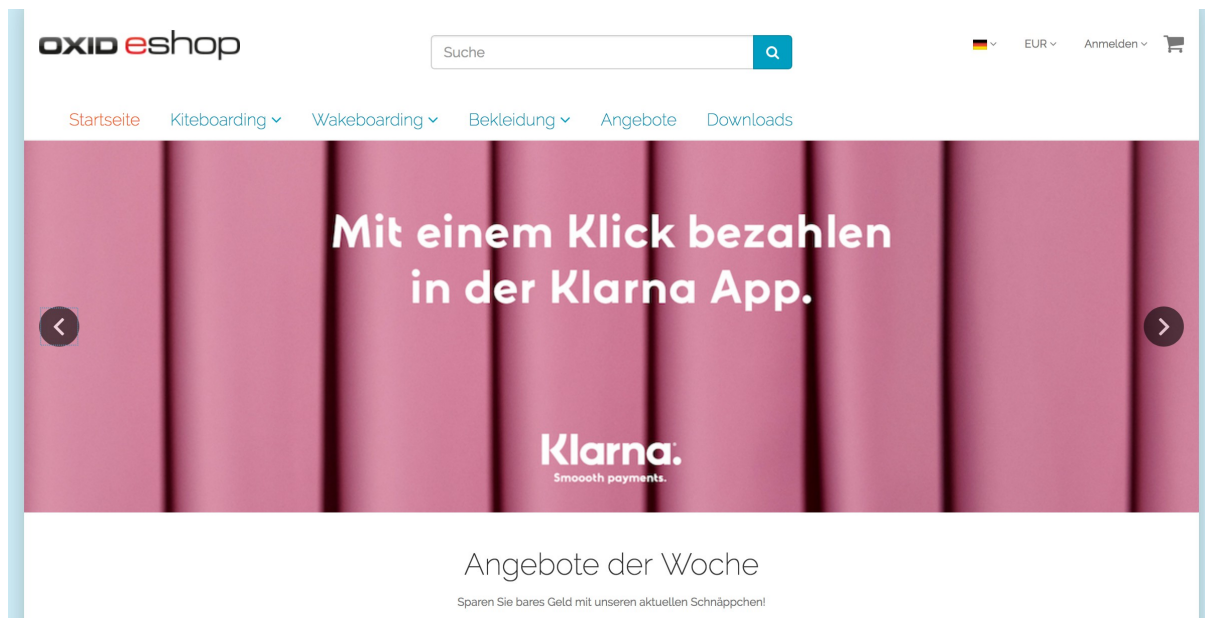 OXID eshop
Suche
EUR
Anmelden
Startseite Kiteboarding Wakeboarding Bekleidung Angebote Downloads
Mit einem Klick bezahlen
in der Klarna App.
Klarna.
Smoooth payments.
Angebote der Woche
Sparen Sie bares Geld mit unseren aktuellen Schnäppchen!